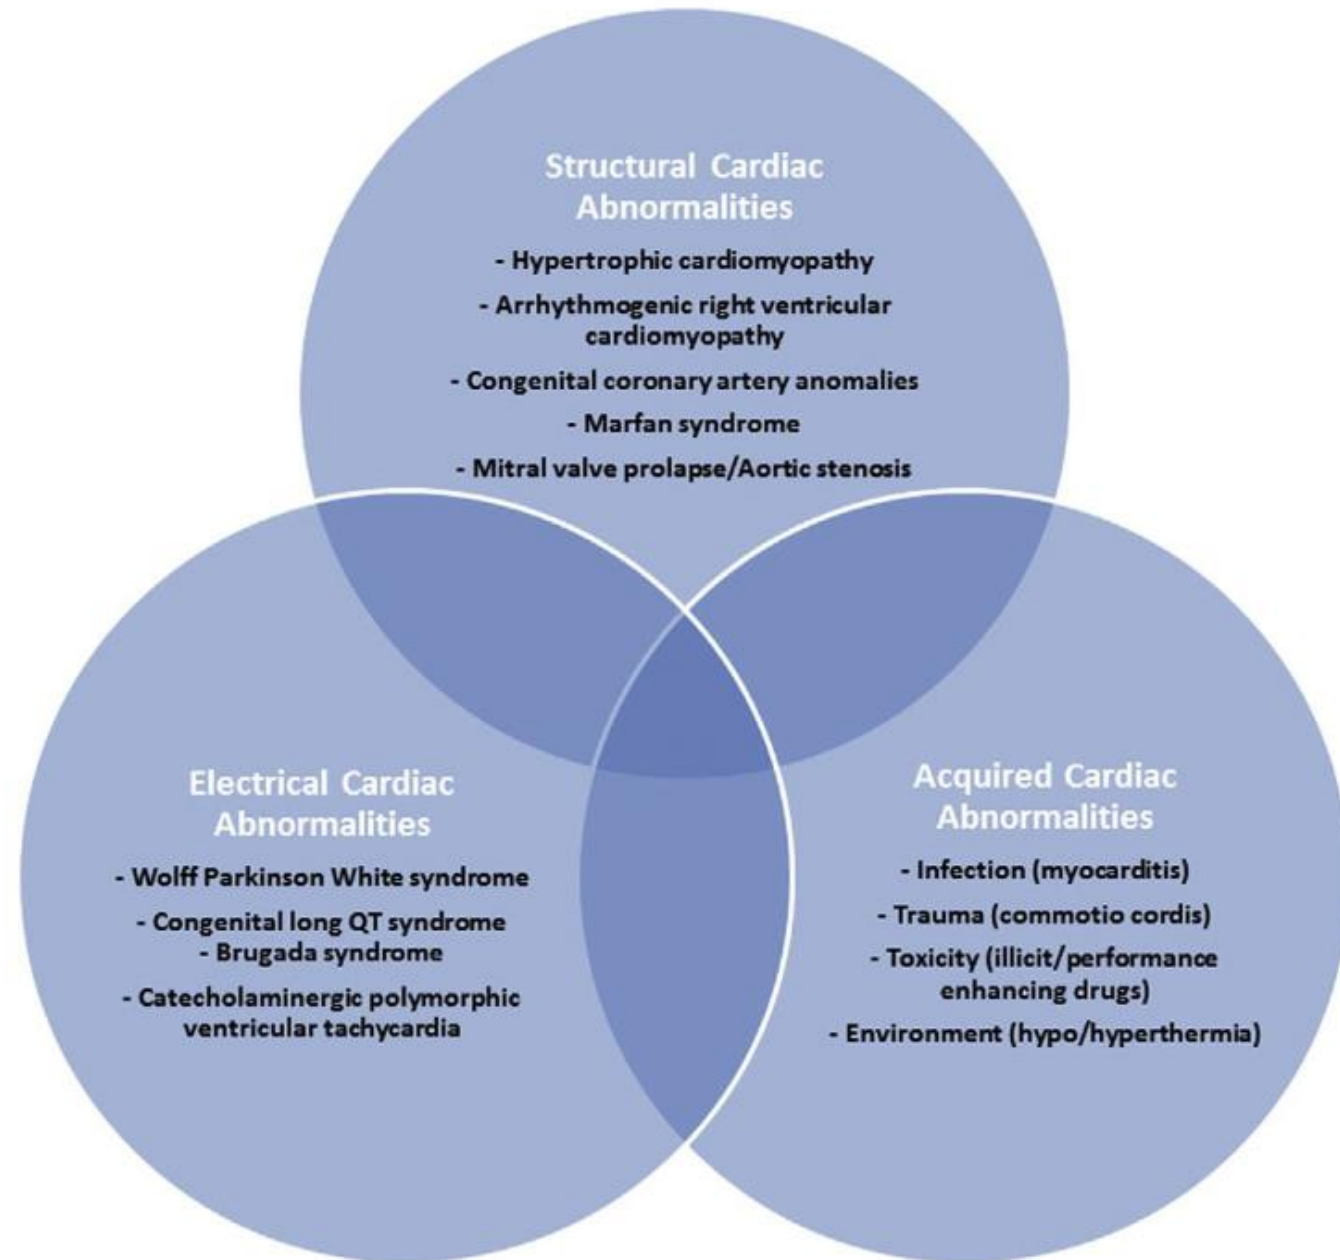 Structural Cardiac
Abnormalities
- Hypertrophic cardiomyopathy
- Arrhythmogenic right ventricular
cardiomyopathy
- Congenital coronary artery anomalies
- Marfan syndrome
- Mitral valve prolapse/Aortic stenosis
Electrical Cardiac
Abnormalities
- Wolff Parkinson White syndrome
- Congenital long QT syndrome
- Brugada syndrome
- Catecholaminergic polymorphic
ventricular tachycardia
Acquired Cardiac
Abnormalities
- Infection (myocarditis)
- Trauma (commotio cordis)
- Toxicity (illicit/performance
enhancing drugs)
- Environment (hypo/hyperthermia)